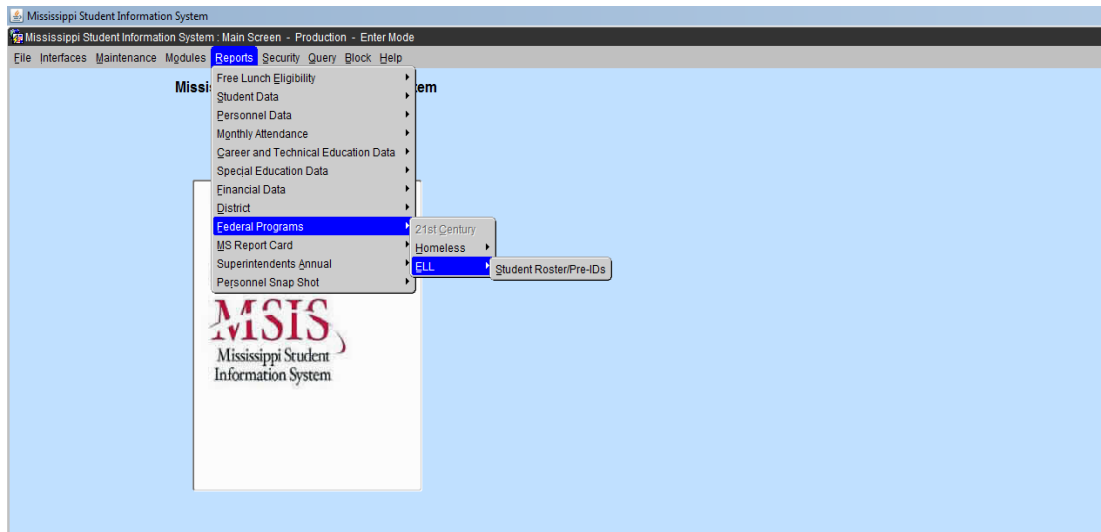 Mississippi Student Information System
Mississippi Student Information System : Main Screen - Production - Enter Mode
File Interfaces Maintenance Modules Reports Security Query Block Help
Missi em
Free Lunch Eligibility
Student Data
Personnel Data
Monthly Attendance
Career and Technical Education Data
Special Education Data
Financial Data
District
Federal Programs
MS Report Card
Superintendents Annual
Personnel Snap Shot
21st Century
Homeless
ELL
Student Roster/Pre-IDs
MSIS
Mississippi Student
Information System